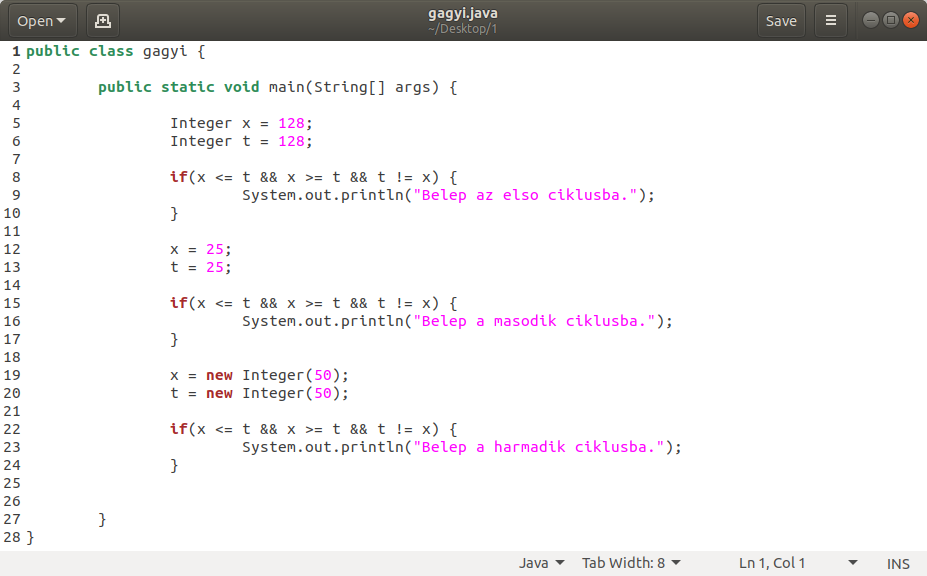 Open
gagyi.java
~/Desktop/1
Save
1 public class gagyi {
2
3         public static void main(String[] args) {
4
5                 Integer x = 128;
6                 Integer t = 128;
7
8                 if(x <= t && x >= t && t != x) {
9                         System.out.println("Belep az elso ciklusba.");
10                 }
11
12                 x = 25;
13                 t = 25;
14
15                 if(x <= t && x >= t && t != x) {
16                         System.out.println("Belep a masodik ciklusba.");
17                 }
18
19                 x = new Integer(50);
20                 t = new Integer(50);
21
22                 if(x <= t && x >= t && t != x) {
23                         System.out.println("Belep a harmadik ciklusba.");
24                 }
25
26
27         }
28 }
Java Tab Width: 8 Ln 1, Col 1 INS